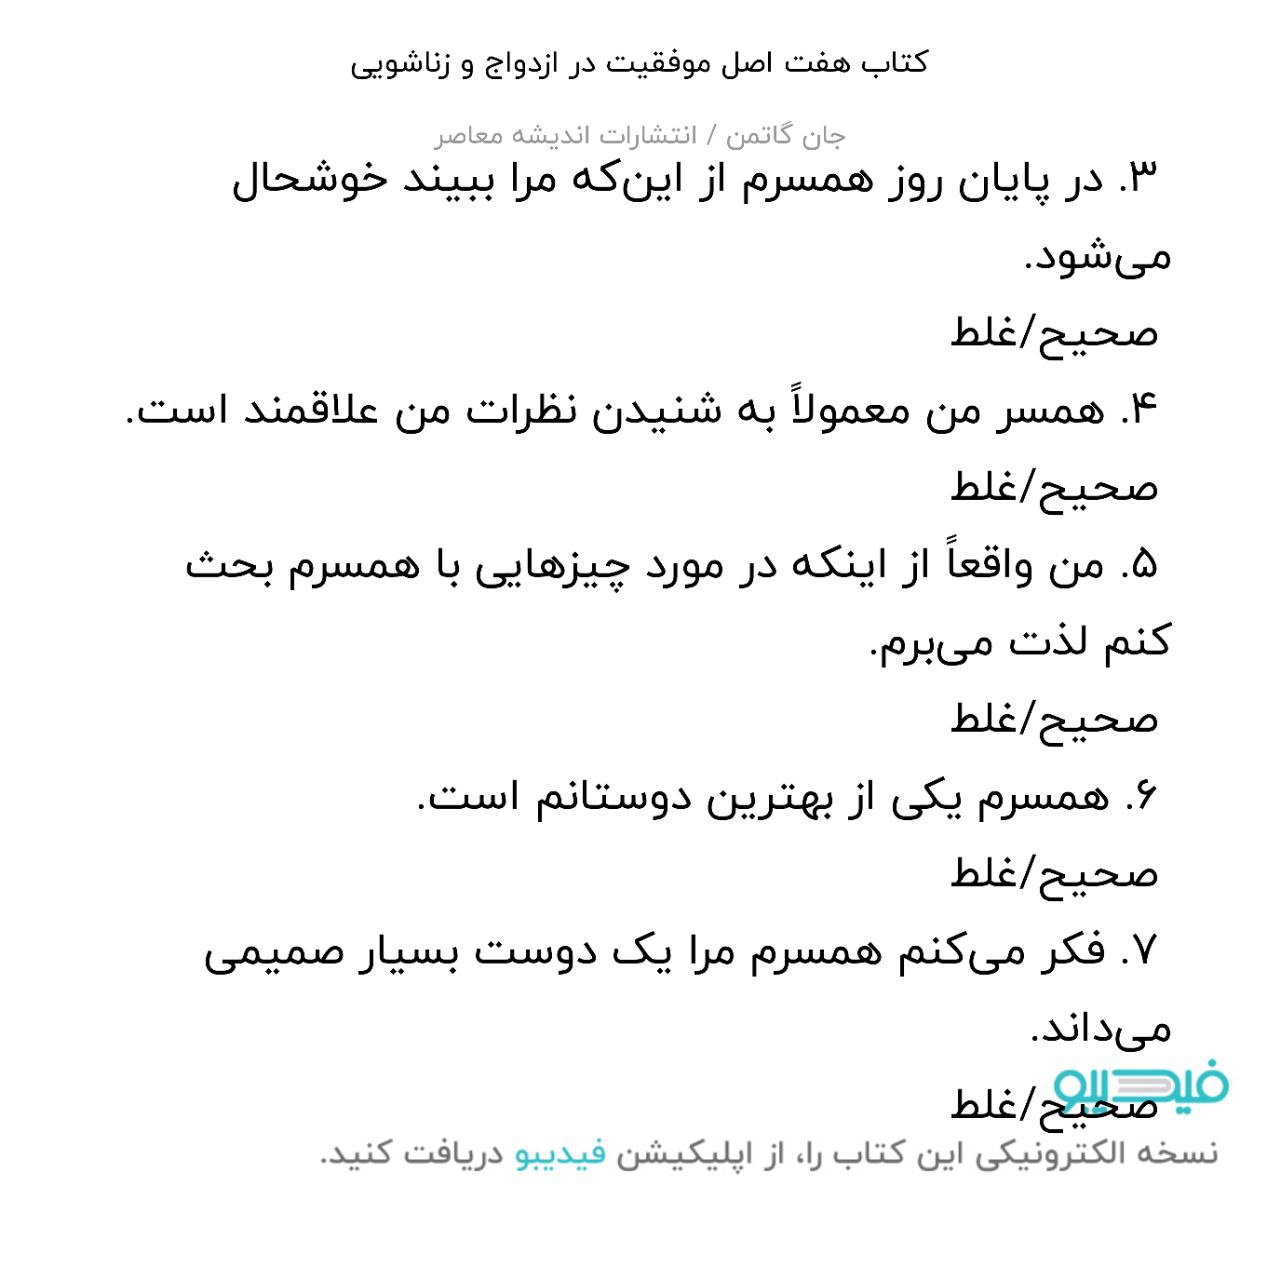 کتاب هفت اصل موفقیت در ازدواج و زناشویی
جان گاتمن / انتشارات اندیشه معاصر
۳. در پایان روز همسرم از این‌که مرا ببیند خوشحال
می‌شود.
صحیح/غلط
۴. همسر من معمولاً به شنیدن نظرات من علاقمند است.
صحیح/غلط
۵. من واقعاً از اینکه در مورد چیزهایی با همسرم بحث
کنم لذت می‌برم.
صحیح/غلط
۶. همسرم یکی از بهترین دوستانم است.
صحیح/غلط
۷. فکر می‌کنم همسرم مرا یک دوست بسیار صمیمی
می‌داند.
فیدیبو
صحیح/غلط
نسخه الکترونیکی این کتاب را، از اپلیکیشن فیدیبو دریافت کنید.